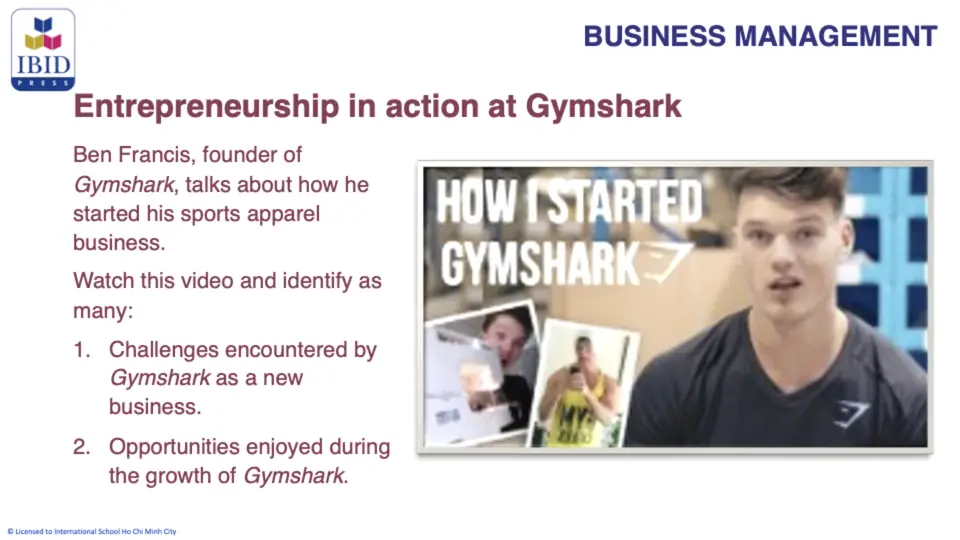 IBID
PRESS
BUSINESS MANAGEMENT
Entrepreneurship in action at Gymshark
Ben Francis, founder of
Gymshark, talks about how he
started his sports apparel
business.
Watch this video and identify as
many:
1. Challenges encountered by
Gymshark as a new
business.
2. Opportunities enjoyed during
the growth of Gymshark.
HOW I STARTED
GYMSHARK
© Licensed to International School Ho Chi Minh City